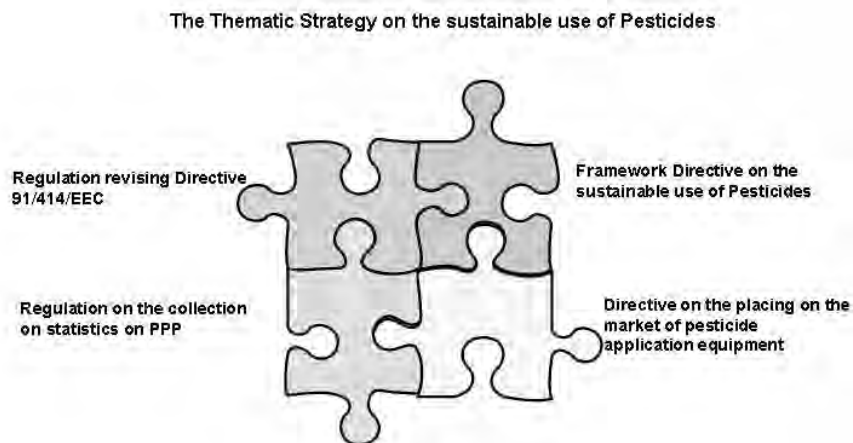 The Thematic Strategy on the sustainable use of Pesticides
Regulation revising Directive
91/414/EEC
Framework Directive on the
sustainable use of Pesticides
Regulation on the collection
on statistics on PPP
Directive on the placing on the
market of pesticide
application equipment